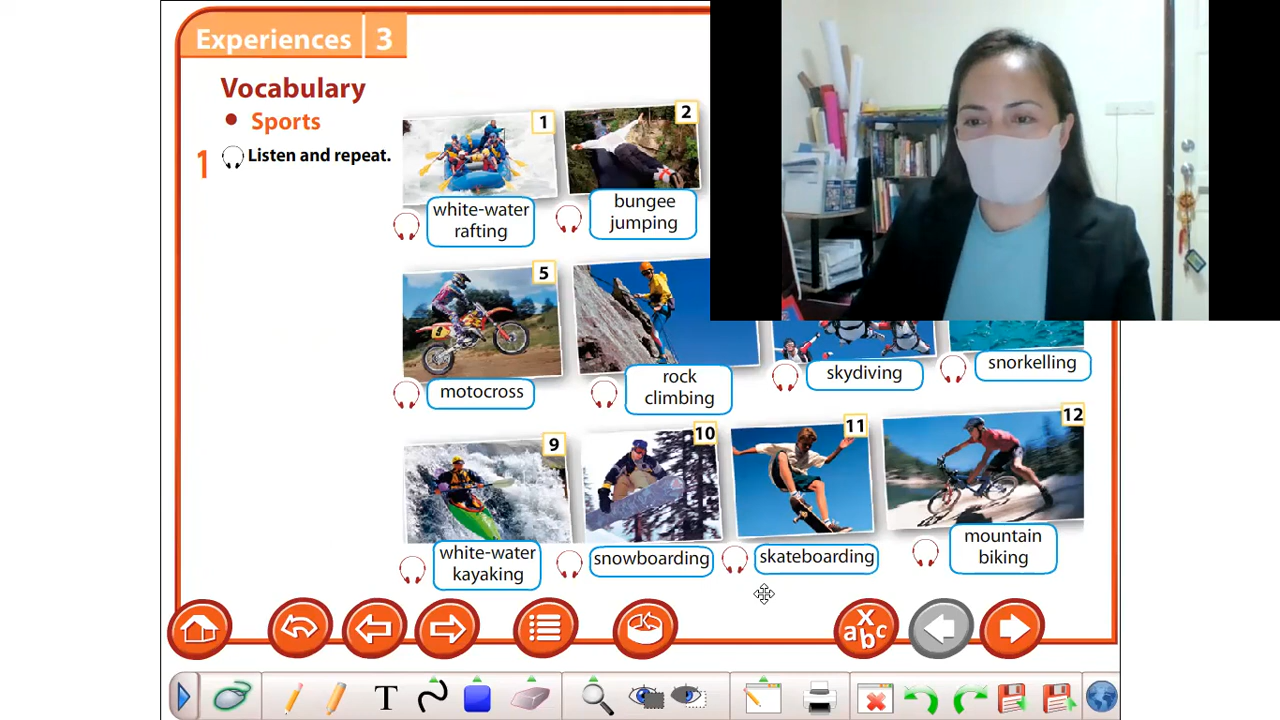 Experiences 3
Vocabulary
• Sports
1 Listen and repeat.
1
white-water
rafting
2
bungee
jumping
5
motocross
rock
climbing
skydiving
snorkelling
9
white-water
kayaking
10
snowboarding
11
skateboarding
12
mountain
biking
X
abc
T